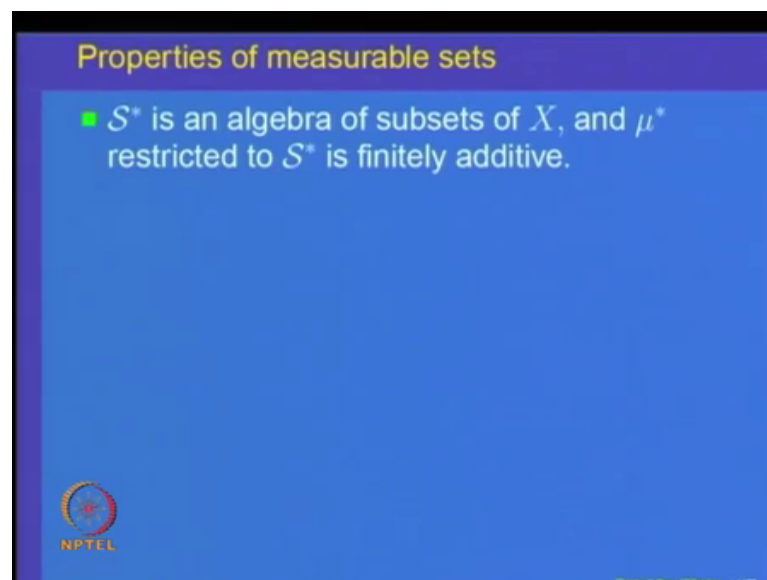 Properties of measurable sets
■ 𝒮* is an algebra of subsets of X, and μ*
restricted to 𝒮* is finitely additive.
NPTEL